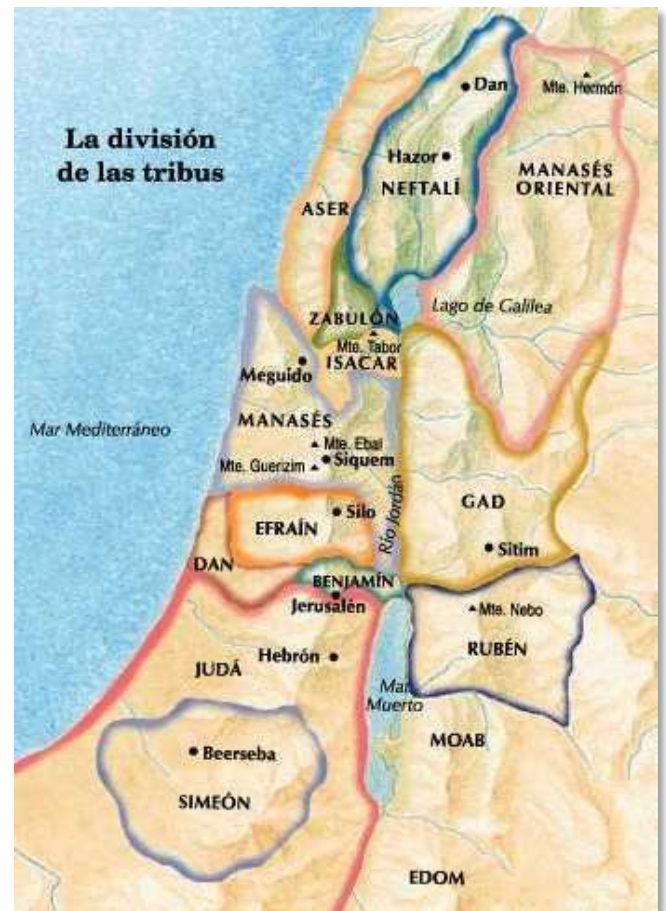 La división
de las tribus
Dan
Mte. Hermón
Hazor
NEFTALÍ
MANASÉS
ORIENTAL
ASER
Lago de Galilea
ZABULÓN
Mte. Tabor
ISACAR
Meguido
MANASÉS
Mar Mediterráneo
Mte. Ebal
Siquem
Mte. Guerizim
Río Jordán
GAD
Silo
EFRAÍN
Sitim
DAN
BENJAMÍN
Jerusalén
Mte. Nebo
RUBÉN
Hebrón
JUDÁ
Mar
Muerto
MOAB
Beerseba
SIMEÓN
EDOM